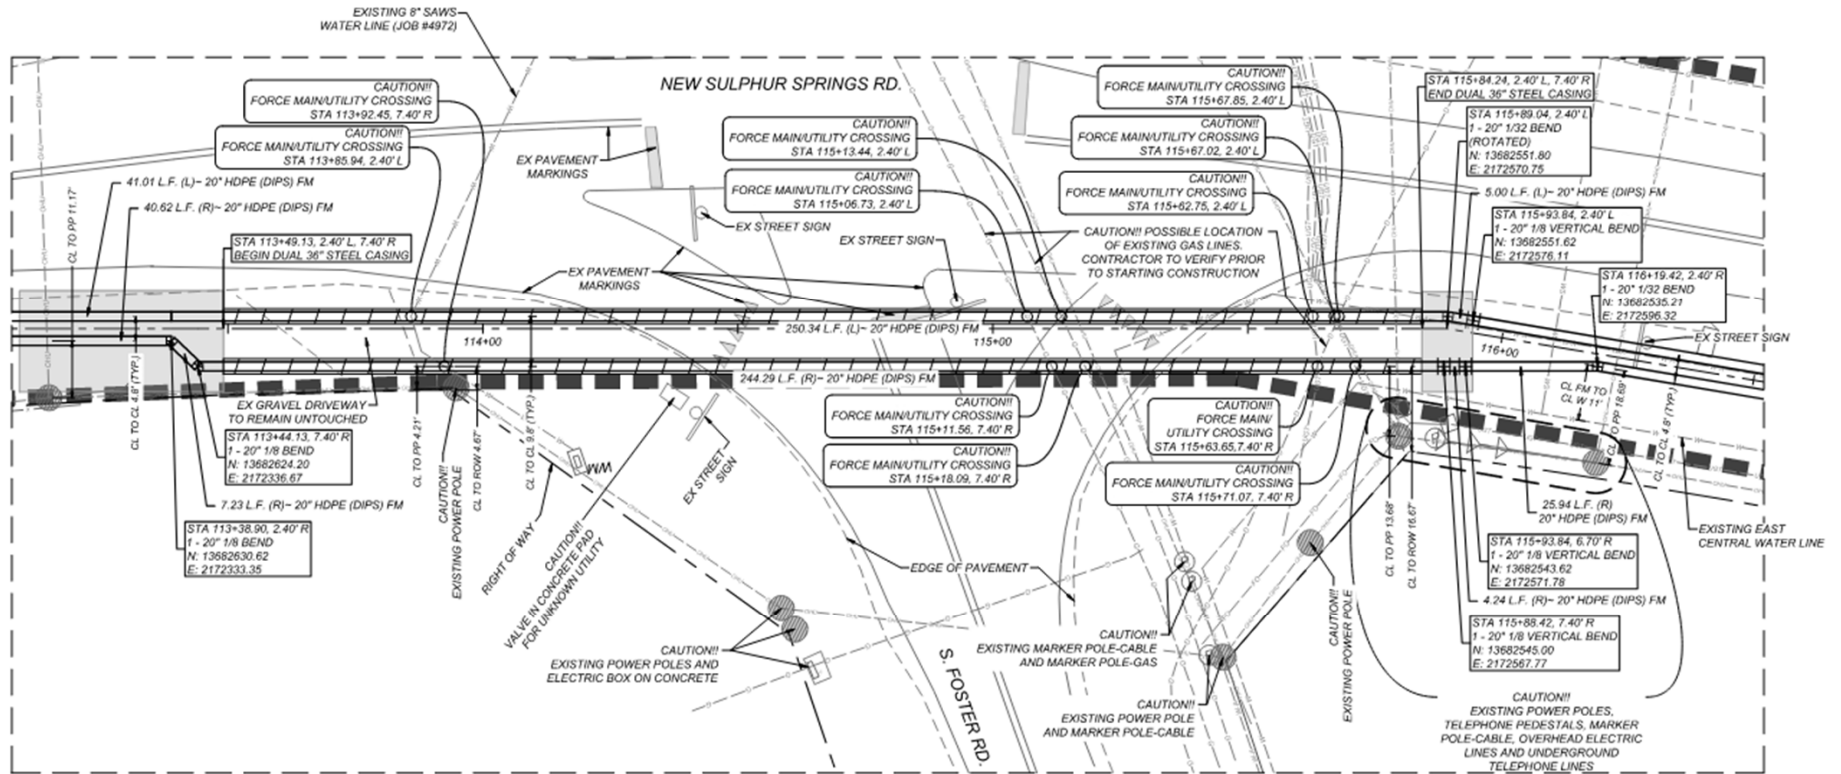 EXISTING 8" SAWS
WATER LINE (JOB #4972)
NEW SULPHUR SPRINGS RD.
CAUTION!!
FORCE MAIN/UTILITY CROSSING
STA 113+92.45, 7.40' R
CAUTION!!
FORCE MAIN/UTILITY CROSSING
STA 113+85.94, 2.40' L
41.01 L.F. (L)~ 20" HDPE (DIPS) FM
40.62 L.F. (R)~ 20" HDPE (DIPS) FM
CL TO PP 11.17'
STA 113+49.13, 2.40' L, 7.40' R
BEGIN DUAL 36" STEEL CASING
EX PAVEMENT
MARKINGS
EX STREET SIGN
EX STREET SIGN
EX PAVEMENT
MARKINGS
CAUTION!!
FORCE MAIN/UTILITY CROSSING
STA 115+13.44, 2.40' L
CAUTION!!
FORCE MAIN/UTILITY CROSSING
STA 115+06.73, 2.40' L
CAUTION!!
FORCE MAIN/UTILITY CROSSING
STA 115+67.85, 2.40' L
CAUTION!!
FORCE MAIN/UTILITY CROSSING
STA 115+67.02, 2.40' L
CAUTION!!
FORCE MAIN/UTILITY CROSSING
STA 115+62.75, 2.40' L
CAUTION!! POSSIBLE LOCATION
OF EXISTING GAS LINES.
CONTRACTOR TO VERIFY PRIOR
TO STARTING CONSTRUCTION
STA 115+84.24, 2.40' L, 7.40' R
END DUAL 36" STEEL CASING
STA 115+89.04, 2.40' L
1 - 20" 1/32 BEND
(ROTATED)
N: 13682551.80
E: 2172570.75
5.00 L.F. (L)~ 20" HDPE (DIPS) FM
STA 115+93.84, 2.40' L
1 - 20" 1/8 VERTICAL BEND
N: 13682551.62
E: 2172576.11
STA 116+19.42, 2.40' R
1 - 20" 1/32 BEND
N: 13682535.21
E: 2172596.32
EX STREET SIGN
250.34 L.F. (L)~ 20" HDPE (DIPS) FM
114+00
115+00
116+00
244.29 L.F. (R)~ 20" HDPE (DIPS) FM
CL TO CL 4.8' (TYP.)
EX GRAVEL DRIVEWAY
TO REMAIN UNTOUCHED
STA 113+44.13, 7.40' R
1 - 20" 1/8 BEND
N: 13682624.20
E: 2172336.67
7.23 L.F. (R)~ 20" HDPE (DIPS) FM
STA 113+38.90, 2.40' R
1 - 20" 1/8 BEND
N: 13682630.62
E: 2172333.35
CL TO PP 4.21'
CAUTION!!
EXISTING POWER POLE
CL TO ROW 4.67'
CL TO CL 9.8' (TYP.)
WM
RIGHT OF WAY
CAUTION!!
VALVE IN CONCRETE PAD
FOR UNKNOWN UTILITY
EX STREET
SIGN
CAUTION!!
FORCE MAIN/UTILITY CROSSING
STA 115+11.56, 7.40' R
CAUTION!!
FORCE MAIN/UTILITY CROSSING
STA 115+18.09, 7.40' R
CAUTION!!
FORCE MAIN/
UTILITY CROSSING
STA 115+63.65,7.40' R
CAUTION!!
FORCE MAIN/UTILITY CROSSING
STA 115+71.07, 7.40' R
CL FM TO
CL W 11'
CL TO PP 18.69'
CL TO CL 4.8' (TYP.)
25.94 L.F. (R)
20" HDPE (DIPS) FM
EXISTING EAST
CENTRAL WATER LINE
CL TO PP 13.68'
CL TO ROW 16.67'
STA 115+93.84, 6.70' R
1 - 20" 1/8 VERTICAL BEND
N: 13682543.62
E: 2172571.78
4.24 L.F. (R)~ 20" HDPE (DIPS) FM
STA 115+88.42, 7.40' R
1 - 20" 1/8 VERTICAL BEND
N: 13682545.00
E: 2172567.77
EDGE OF PAVEMENT
CAUTION!!
EXISTING POWER POLES AND
ELECTRIC BOX ON CONCRETE
S. FOSTER RD.
CAUTION!!
EXISTING MARKER POLE-CABLE
AND MARKER POLE-GAS
CAUTION!!
EXISTING POWER POLE
AND MARKER POLE-CABLE
CAUTION!!
EXISTING POWER POLE
CAUTION!!
EXISTING POWER POLES,
TELEPHONE PEDESTALS, MARKER
POLE-CABLE, OVERHEAD ELECTRIC
LINES AND UNDERGROUND
TELEPHONE LINES